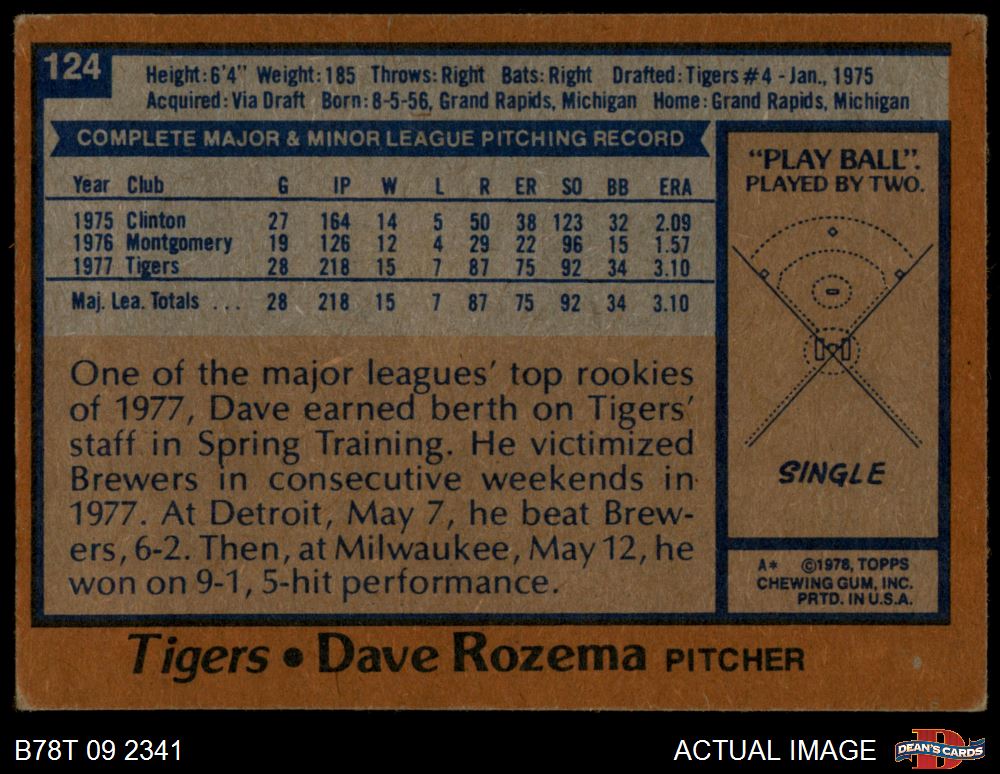 124
Height:6'4" Weight:185 Throws:Right Bats:Right Drafted:Tigers #4 - Jan., 1975
Acquired:Via Draft Born:8-5-56, Grand Rapids, Michigan Home:Grand Rapids, Michigan
COMPLETE MAJOR & MINOR LEAGUE PITCHING RECORD
Year Club G IP W L R ER SO BB ERA
1975 Clinton 27 164 14 5 50 38 123 32 2.09
1976 Montgomery 19 126 12 4 29 22 96 15 1.57
1977 Tigers 28 218 15 7 87 75 92 34 3.10
Maj. Lea. Totals ... 28 218 15 7 87 75 92 34 3.10
One of the major leagues' top rookies
of 1977, Dave earned berth on Tigers'
staff in Spring Training. He victimized
Brewers in consecutive weekends in
1977. At Detroit, May 7, he beat Brew-
ers, 6-2. Then, at Milwaukee, May 12, he
won on 9-1, 5-hit performance.
"PLAY BALL".
PLAYED BY TWO.
SINGLE
A* ©1978, TOPPS
CHEWING GUM, INC.
PRTD. IN U.S.A.
Tigers • Dave Rozema PITCHER
B78T 09 2341
ACTUAL IMAGE
D
DEAN'S CARDS